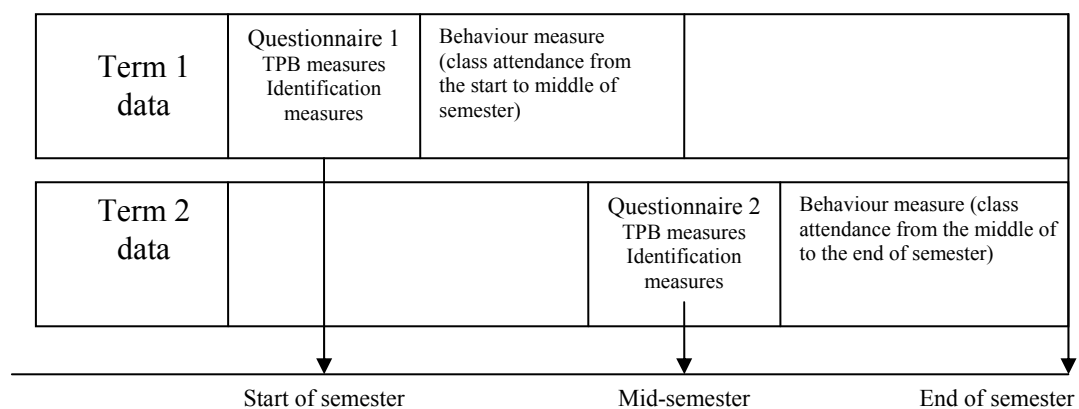 Term 1
data
Questionnaire 1
TPB measures
Identification
measures
Behaviour measure
(class attendance from
the start to middle of
semester)
Term 2
data
Questionnaire 2
TPB measures
Identification
measures
Behaviour measure (class
attendance from the middle of
to the end of semester)
Start of semester
Mid-semester
End of semester